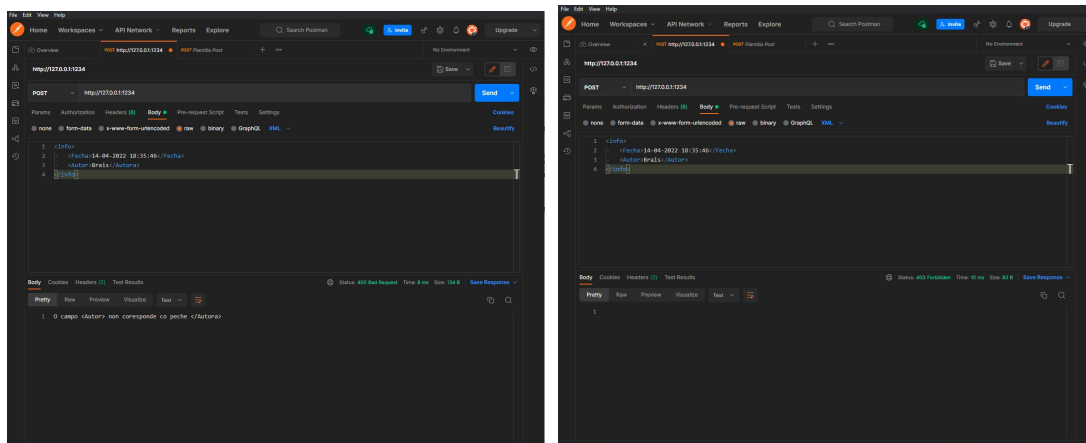 File Edit View Help
Home Workspaces API Network Reports Explore
Search Postman
Invite
Upgrade
Overview
POST http://127.0.0.1:1234
POST Plantilla Post
No Environment
http://127.0.0.1:1234
Save
POST http://127.0.0.1:1234
Send
Params Authorization Headers (8) Body Pre-request Script Tests Settings
Cookies
none form-data x-www-form-urlencoded raw binary GraphQL XML
Beautify
1 <info>
2 <Fecha>14-04-2022 18:35:46</Fecha>
3 <Autor>Brais</Autora>
4 </info>
Body Cookies Headers (2) Test Results
Status: 400 Bad Request Time: 8 ms Size: 134 B Save Response
Pretty Raw Preview Visualize Text
1 O campo <Autor> non coresponde co peche </Autora>
File Edit View Help
Home Workspaces API Network Reports Explore
Search Postman
Invite
Upgrade
Overview
POST http://127.0.0.1:1234
POST Plantilla Post
No Environment
http://127.0.0.1:1234
Save
POST http://127.0.0.1:1234
Send
Params Authorization Headers (8) Body Pre-request Script Tests Settings
Cookies
none form-data x-www-form-urlencoded raw binary GraphQL XML
Beautify
1 <info>
2 <Fecha>14-04-2022 18:35:46</Fecha>
3 <Autor>Brais</Autor>
4 </info>
Body Cookies Headers (2) Test Results
Status: 403 Forbidden Time: 10 ms Size: 82 B Save Response
Pretty Raw Preview Visualize Text
1